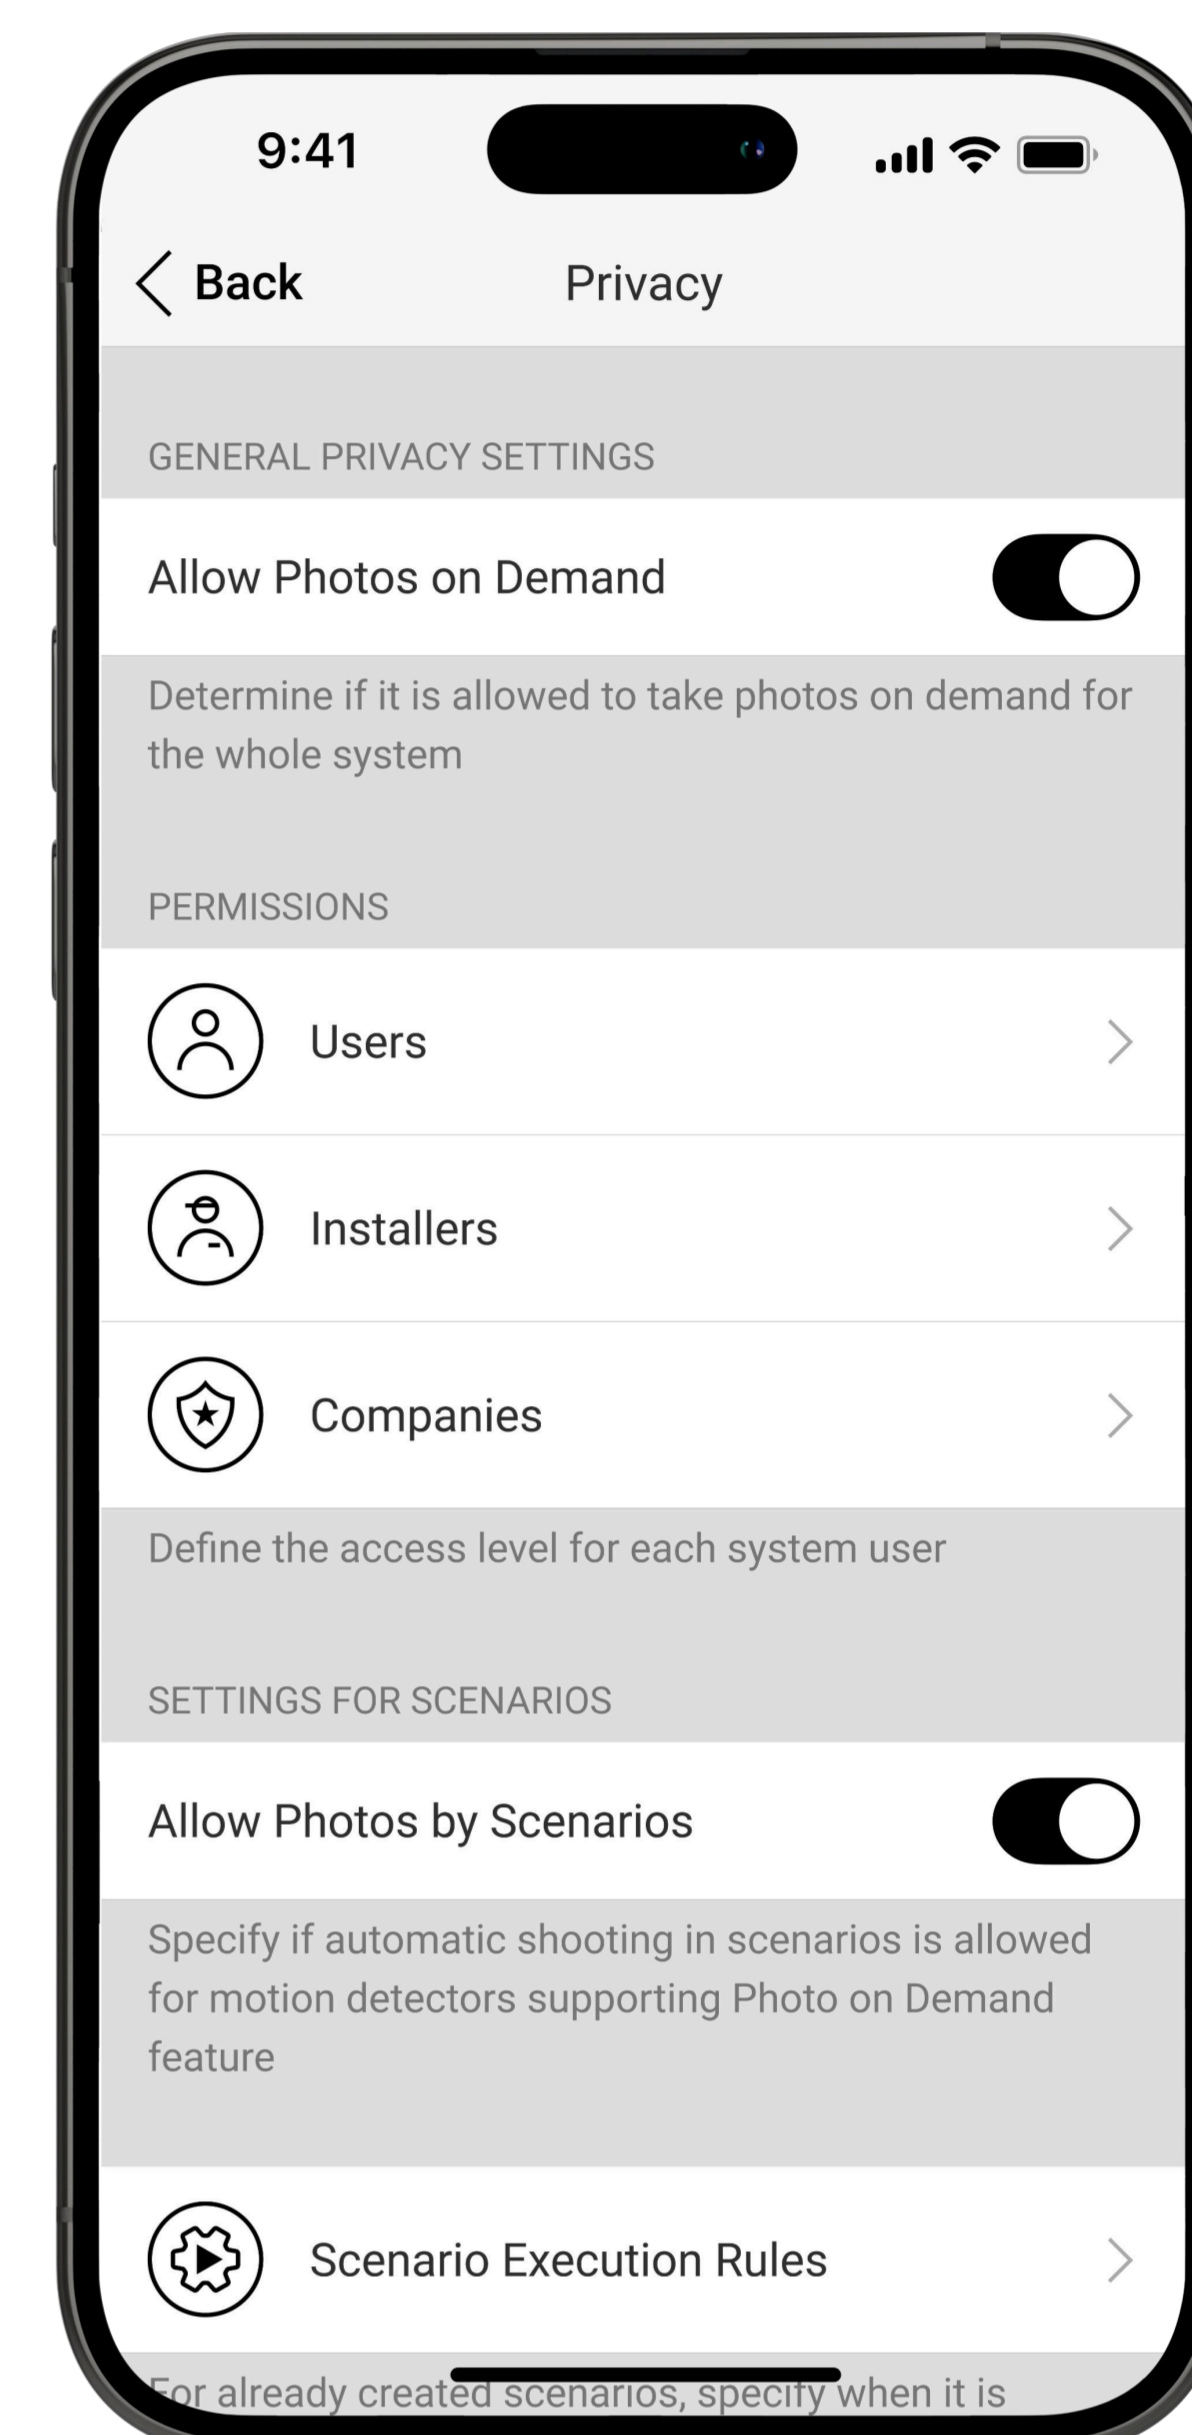 9:41
Back
Privacy
GENERAL PRIVACY SETTINGS
Allow Photos on Demand
Determine if it is allowed to take photos on demand for
the whole system
PERMISSIONS
Users
Installers
Companies
Define the access level for each system user
SETTINGS FOR SCENARIOS
Allow Photos by Scenarios
Specify if automatic shooting in scenarios is allowed
for motion detectors supporting Photo on Demand
feature
Scenario Execution Rules
For already created scenarios, specify when it is